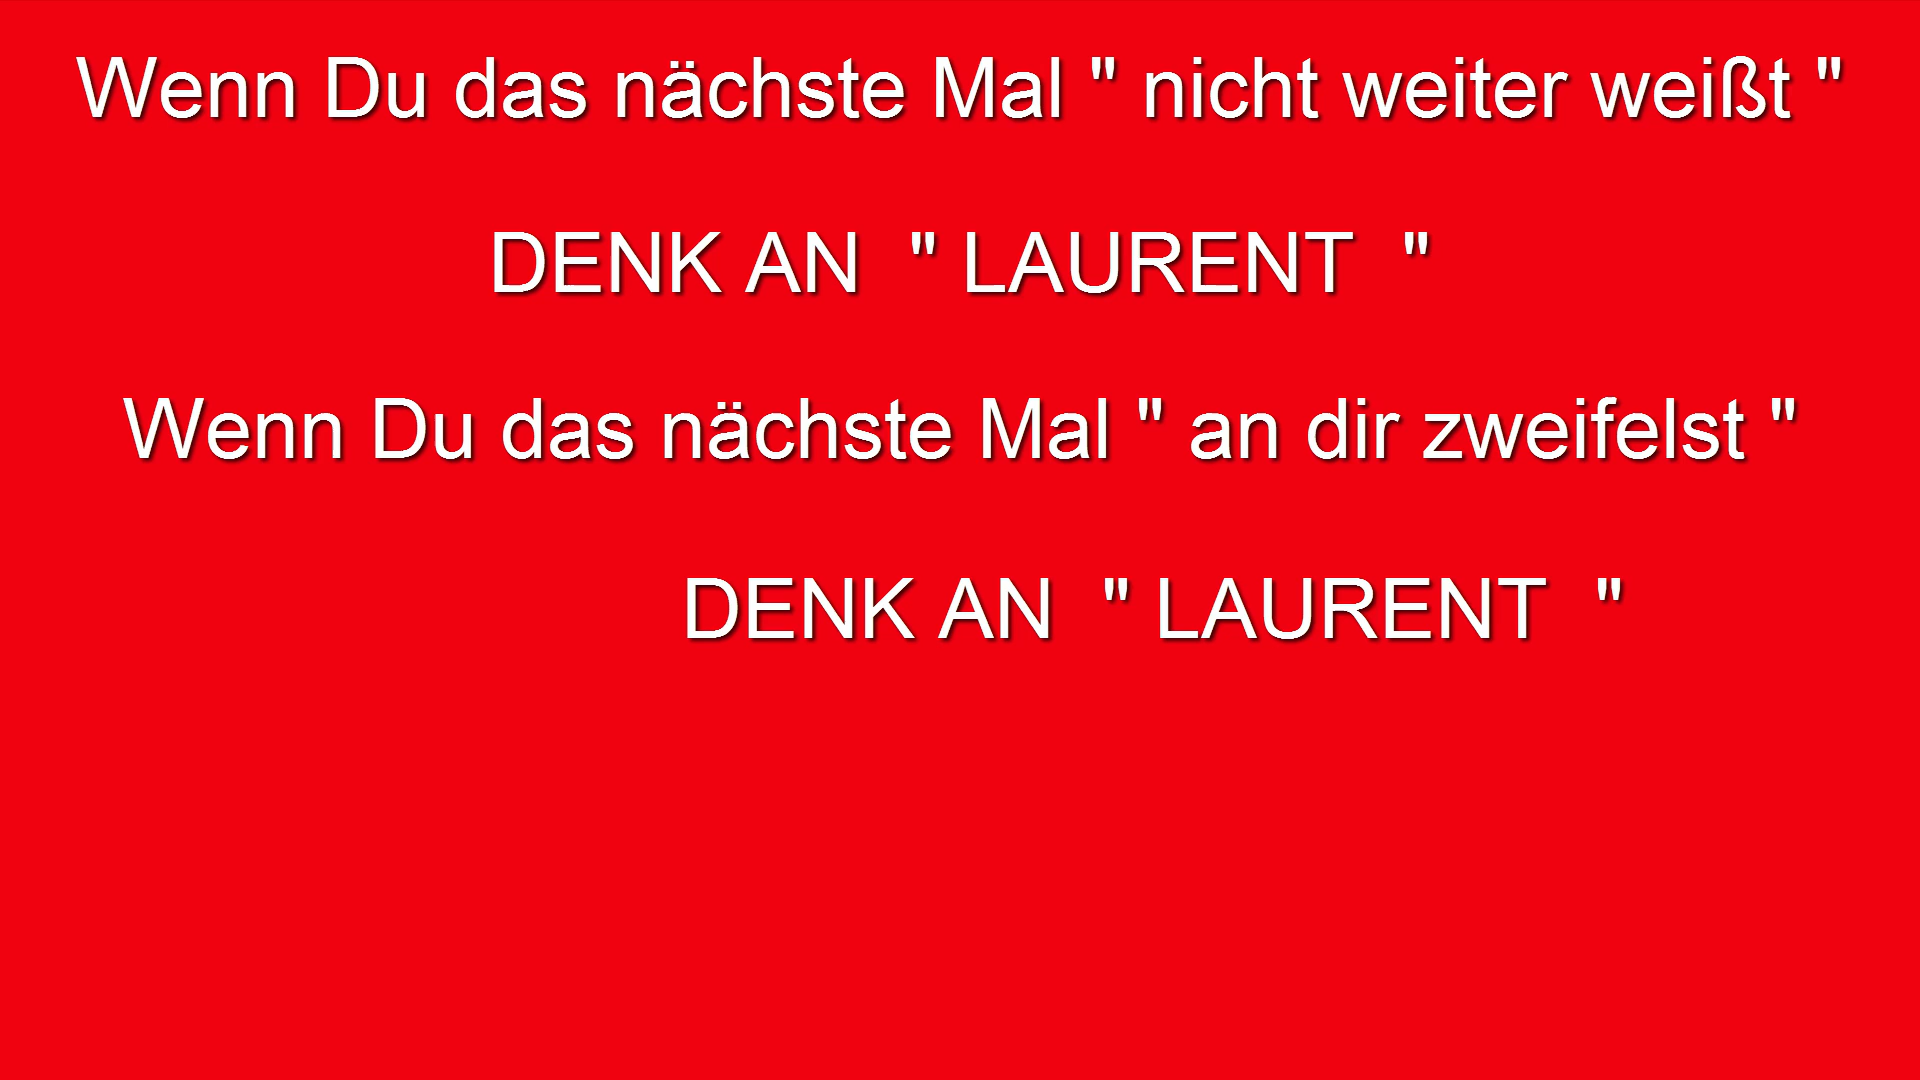 Wenn Du das nächste Mal " nicht weiter weißt "
DENK AN " LAURENT "
Wenn Du das nächste Mal " an dir zweifelst "
DENK AN " LAURENT "